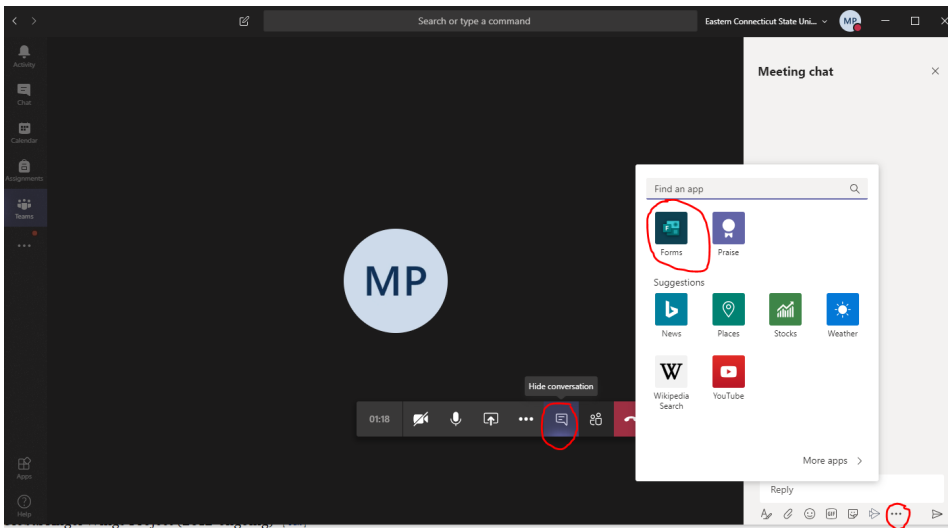 Search or type a command
Eastern Connecticut State Uni...
MP
Activity
Chat
Calendar
Assignments
Teams
Apps
Help
MP
Hide conversation
01:18
Meeting chat
Find an app
Forms
Praise
Suggestions
News
Places
Stocks
Weather
W
Wikipedia
Search
YouTube
More apps
Reply
GIF